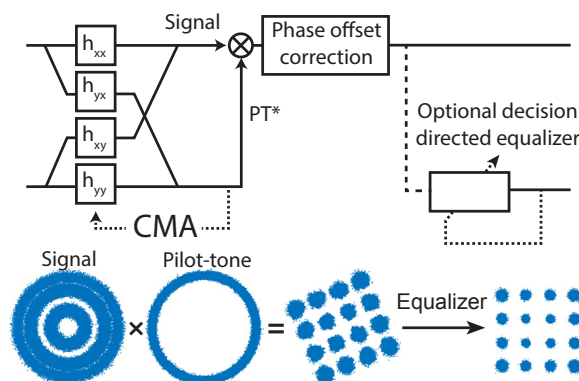 Signal
h_xx
h_yx
h_xy
h_yy
PT*
Phase offset
correction
Optional decision
directed equalizer
CMA
Signal
Pilot-tone
×
=
Equalizer